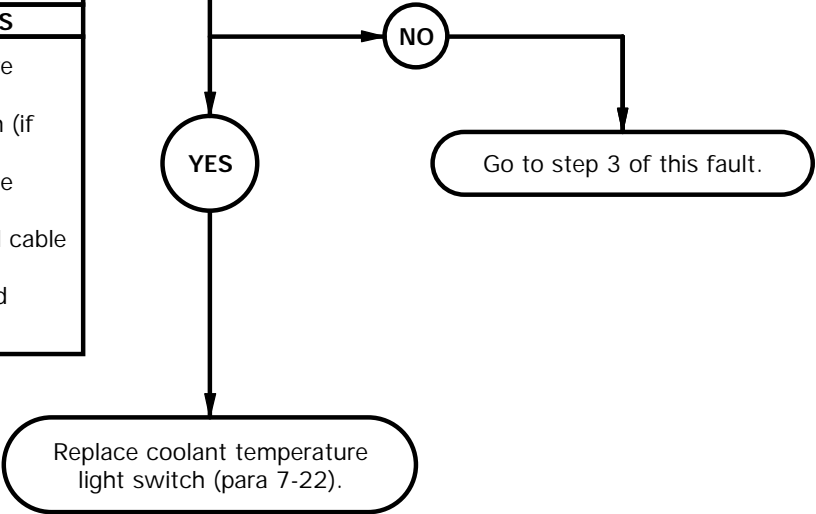 S
e
n (if
e
l cable
d
NO
YES
Go to step 3 of this fault.
Replace coolant temperature
light switch (para 7-22).